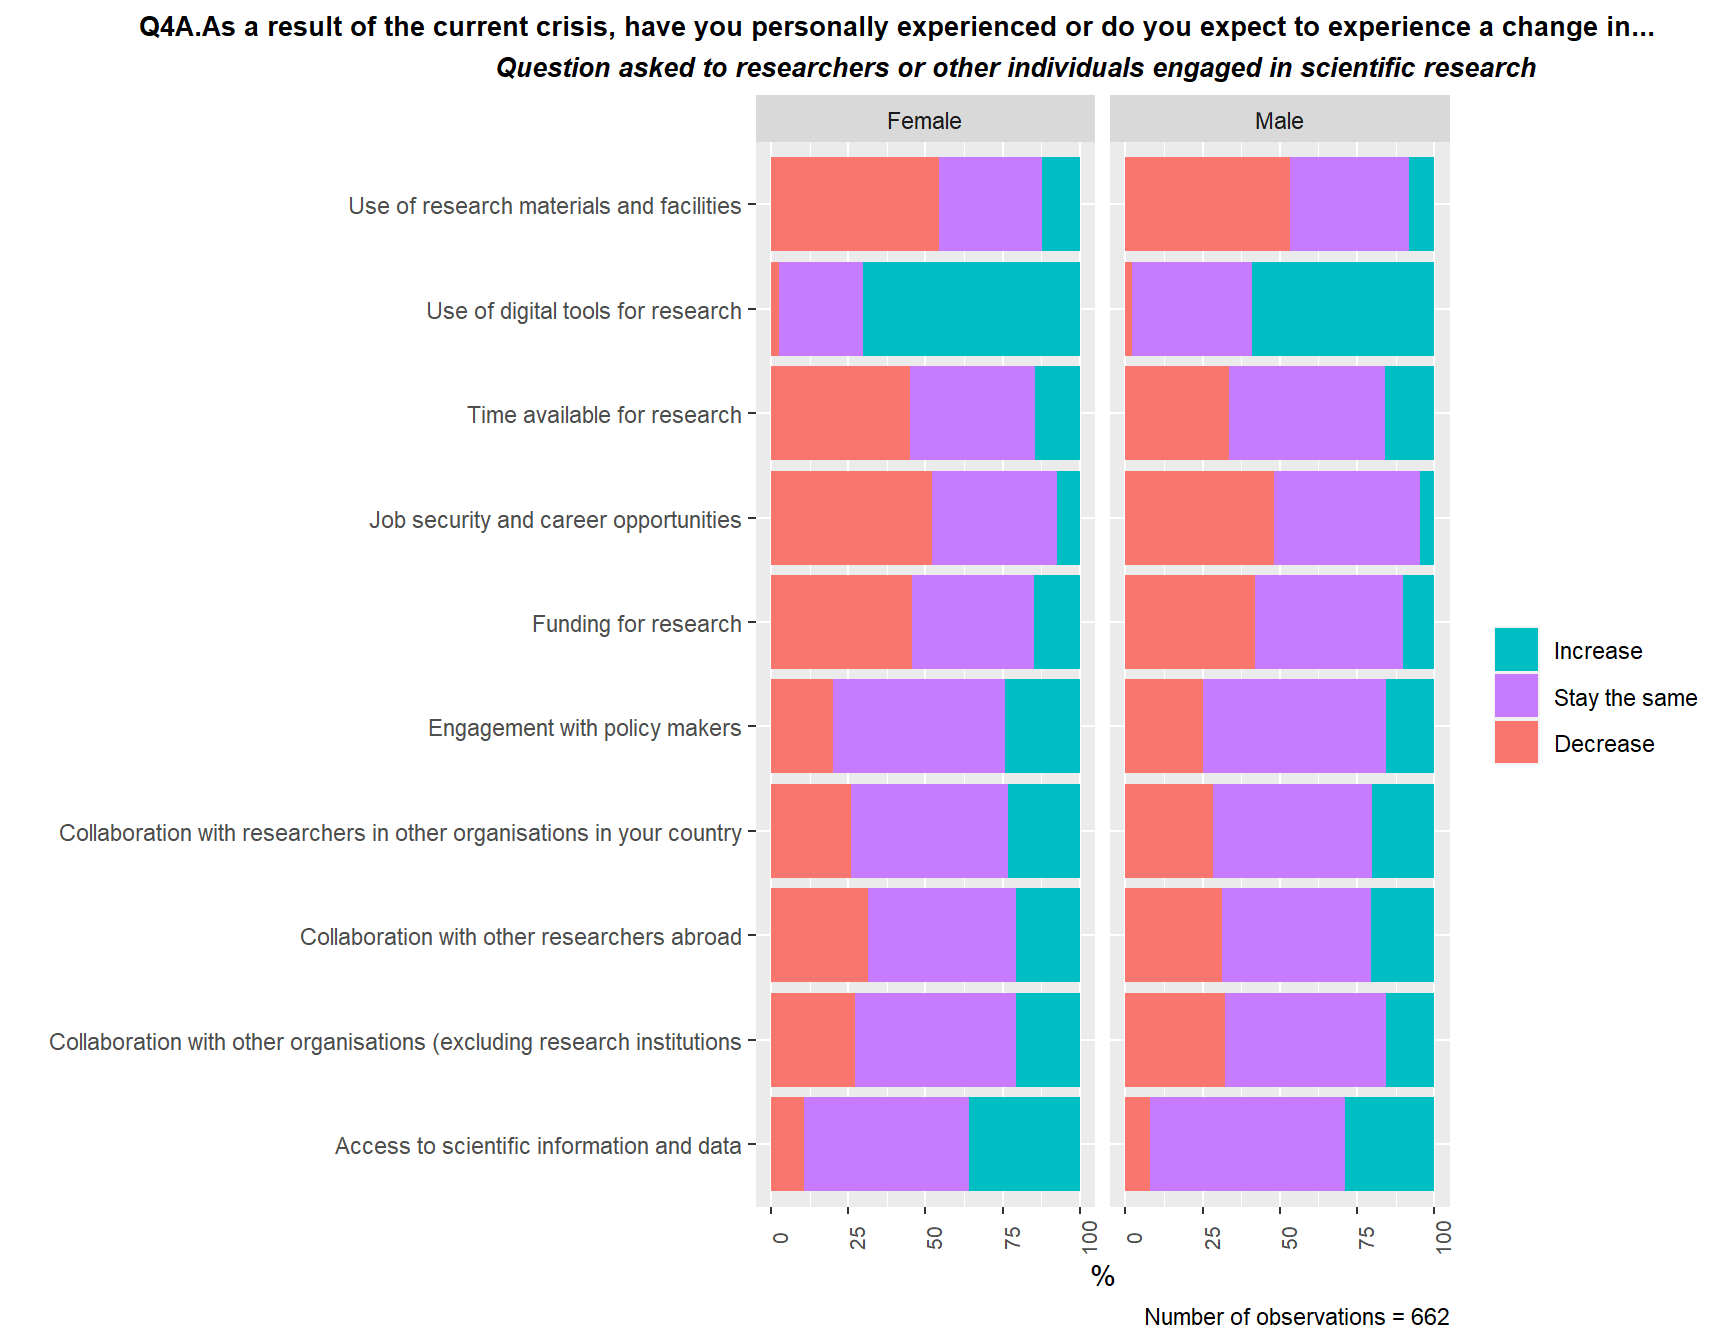 Q4A.As a result of the current crisis, have you personally experienced or do you expect to experience a change in...
Question asked to researchers or other individuals engaged in scientific research
Female
Male
Use of research materials and facilities
Use of digital tools for research
Time available for research
Job security and career opportunities
Funding for research
Engagement with policy makers
Collaboration with researchers in other organisations in your country
Collaboration with other researchers abroad
Collaboration with other organisations (excluding research institutions
Access to scientific information and data
Increase
Stay the same
Decrease
0 25 50 75 100
0 25 50 75 100
%
Number of observations = 662